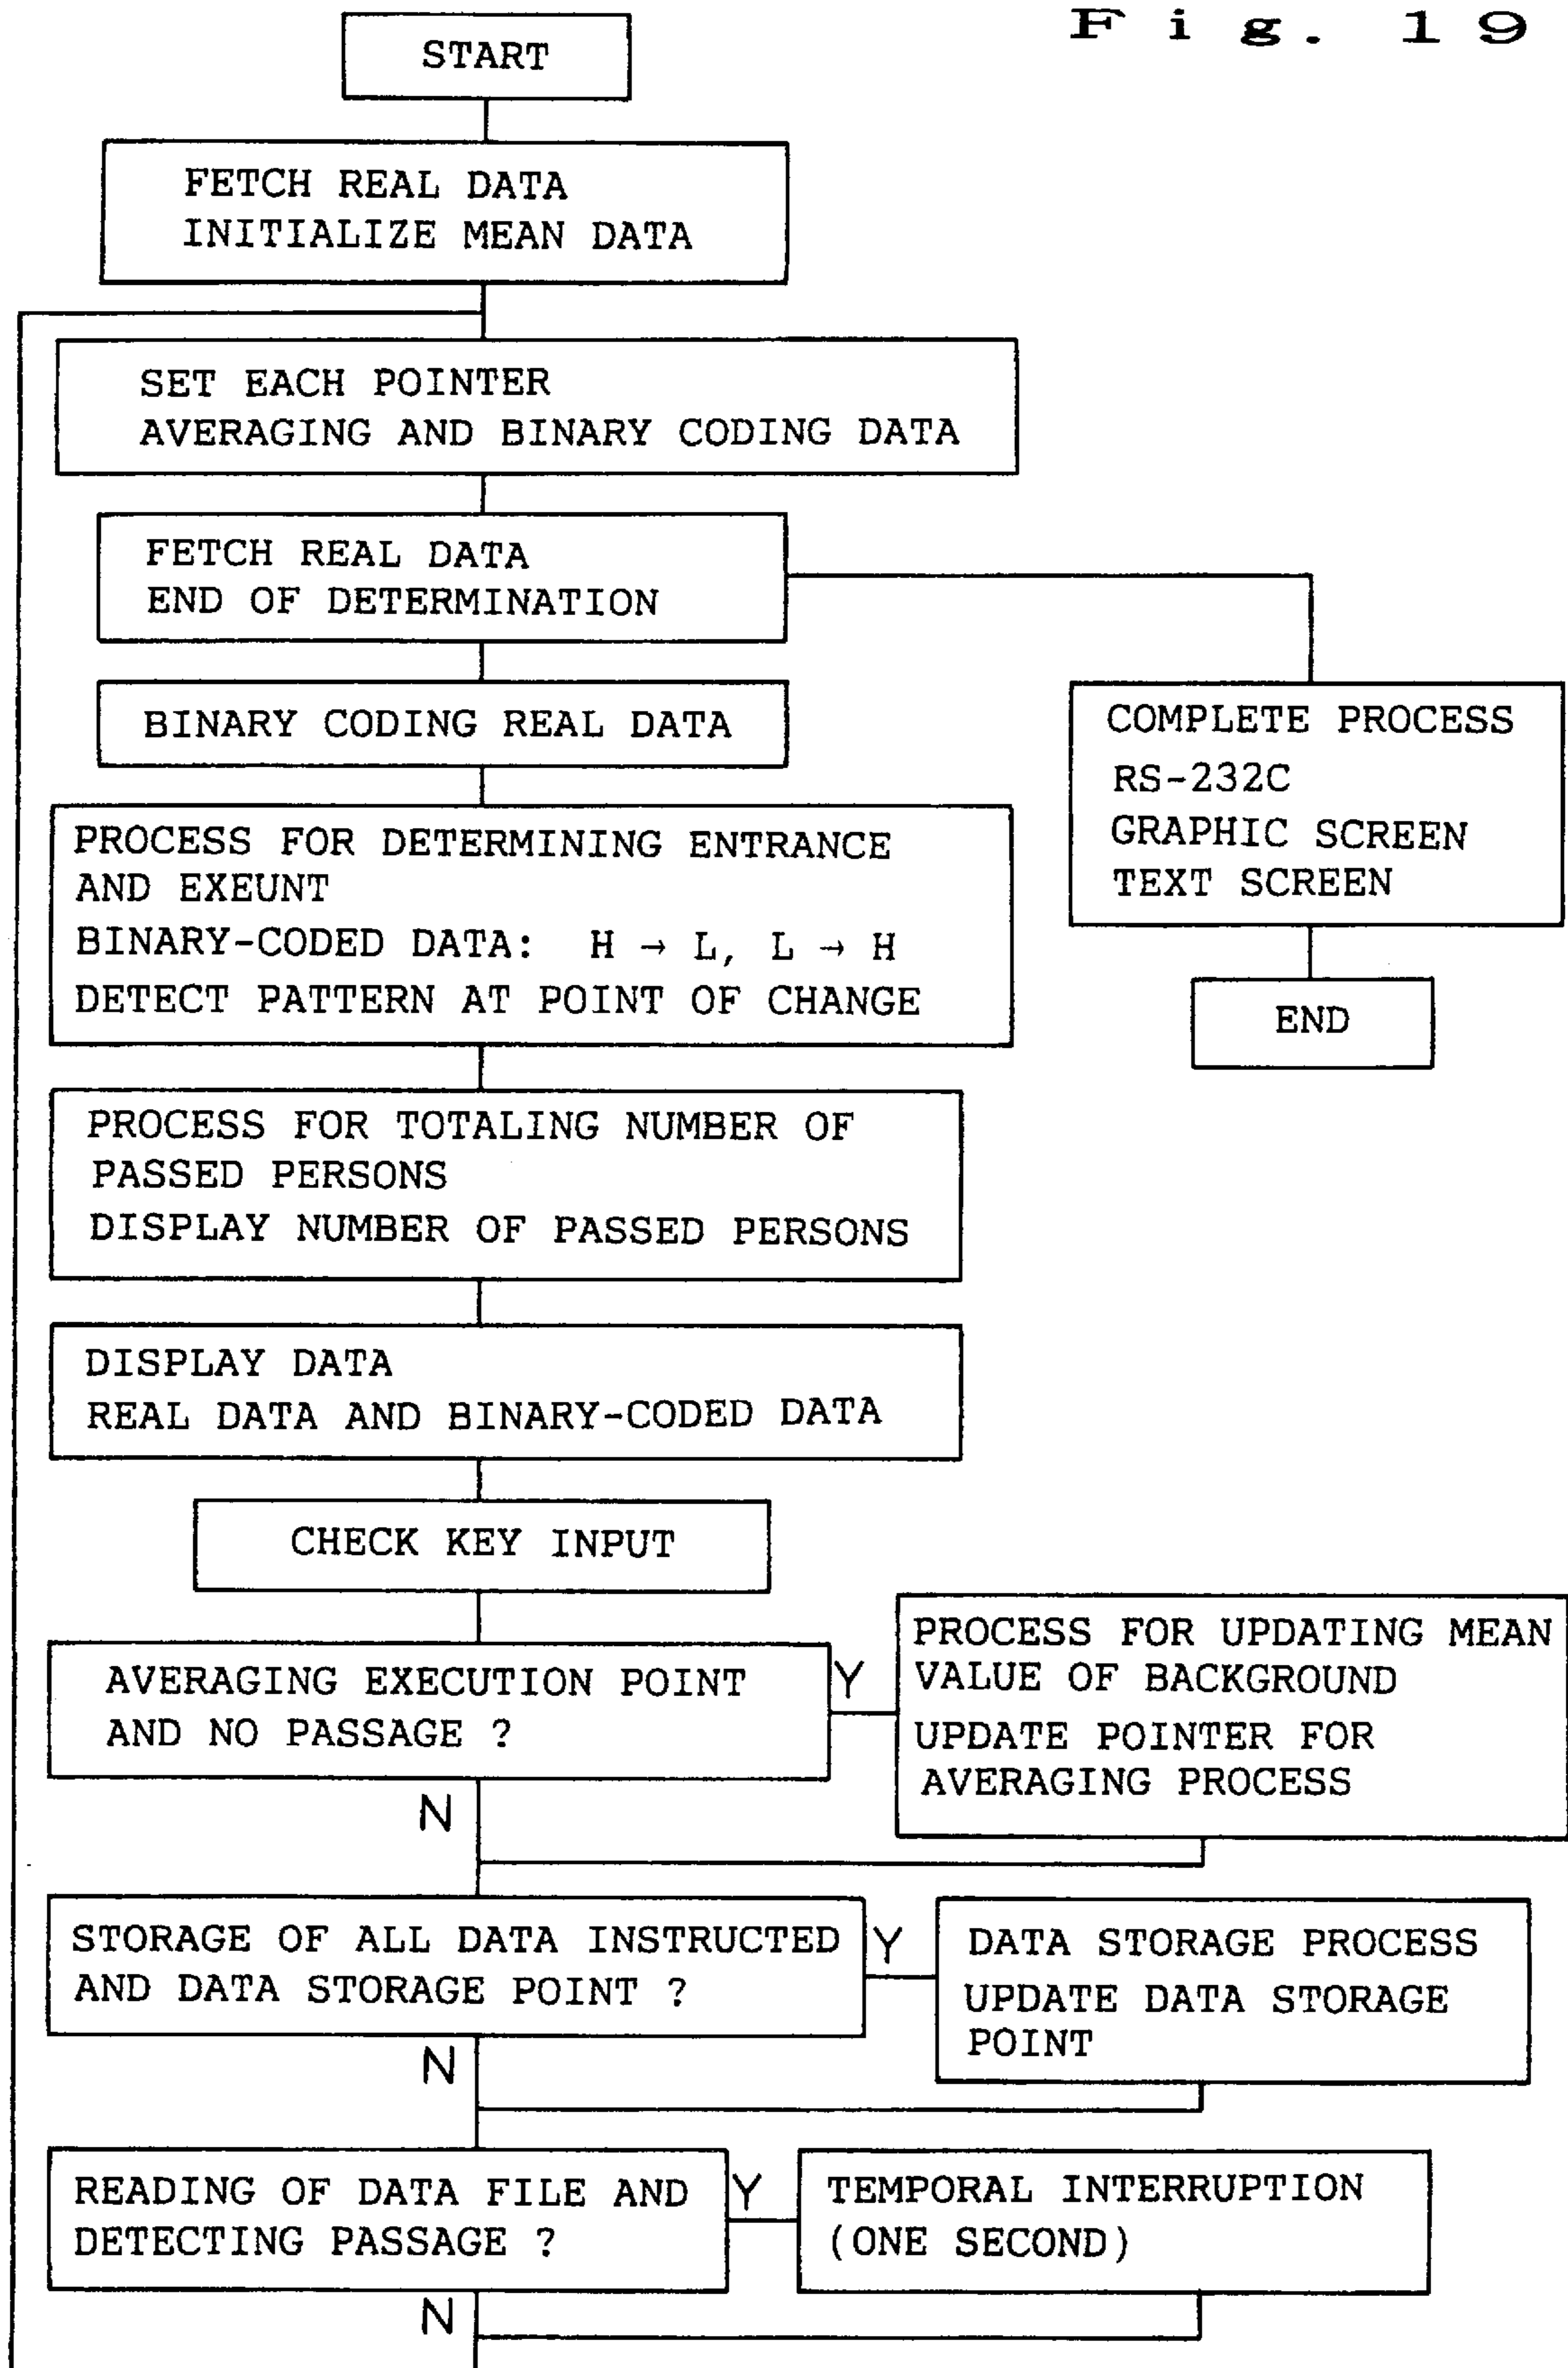 Fig. 19
START
FETCH REAL DATA
INITIALIZE MEAN DATA
SET EACH POINTER
AVERAGING AND BINARY CODING DATA
FETCH REAL DATA
END OF DETERMINATION
BINARY CODING REAL DATA
COMPLETE PROCESS
RS-232C
GRAPHIC SCREEN
TEXT SCREEN
END
PROCESS FOR DETERMINING ENTRANCE
AND EXEUNT
BINARY-CODED DATA: H → L, L → H
DETECT PATTERN AT POINT OF CHANGE
PROCESS FOR TOTALING NUMBER OF
PASSED PERSONS
DISPLAY NUMBER OF PASSED PERSONS
DISPLAY DATA
REAL DATA AND BINARY-CODED DATA
CHECK KEY INPUT
AVERAGING EXECUTION POINT
AND NO PASSAGE ?
Y
PROCESS FOR UPDATING MEAN
VALUE OF BACKGROUND
UPDATE POINTER FOR
AVERAGING PROCESS
N
STORAGE OF ALL DATA INSTRUCTED
AND DATA STORAGE POINT ?
Y
DATA STORAGE PROCESS
UPDATE DATA STORAGE
POINT
N
READING OF DATA FILE AND
DETECTING PASSAGE ?
Y
TEMPORAL INTERRUPTION
(ONE SECOND)
N